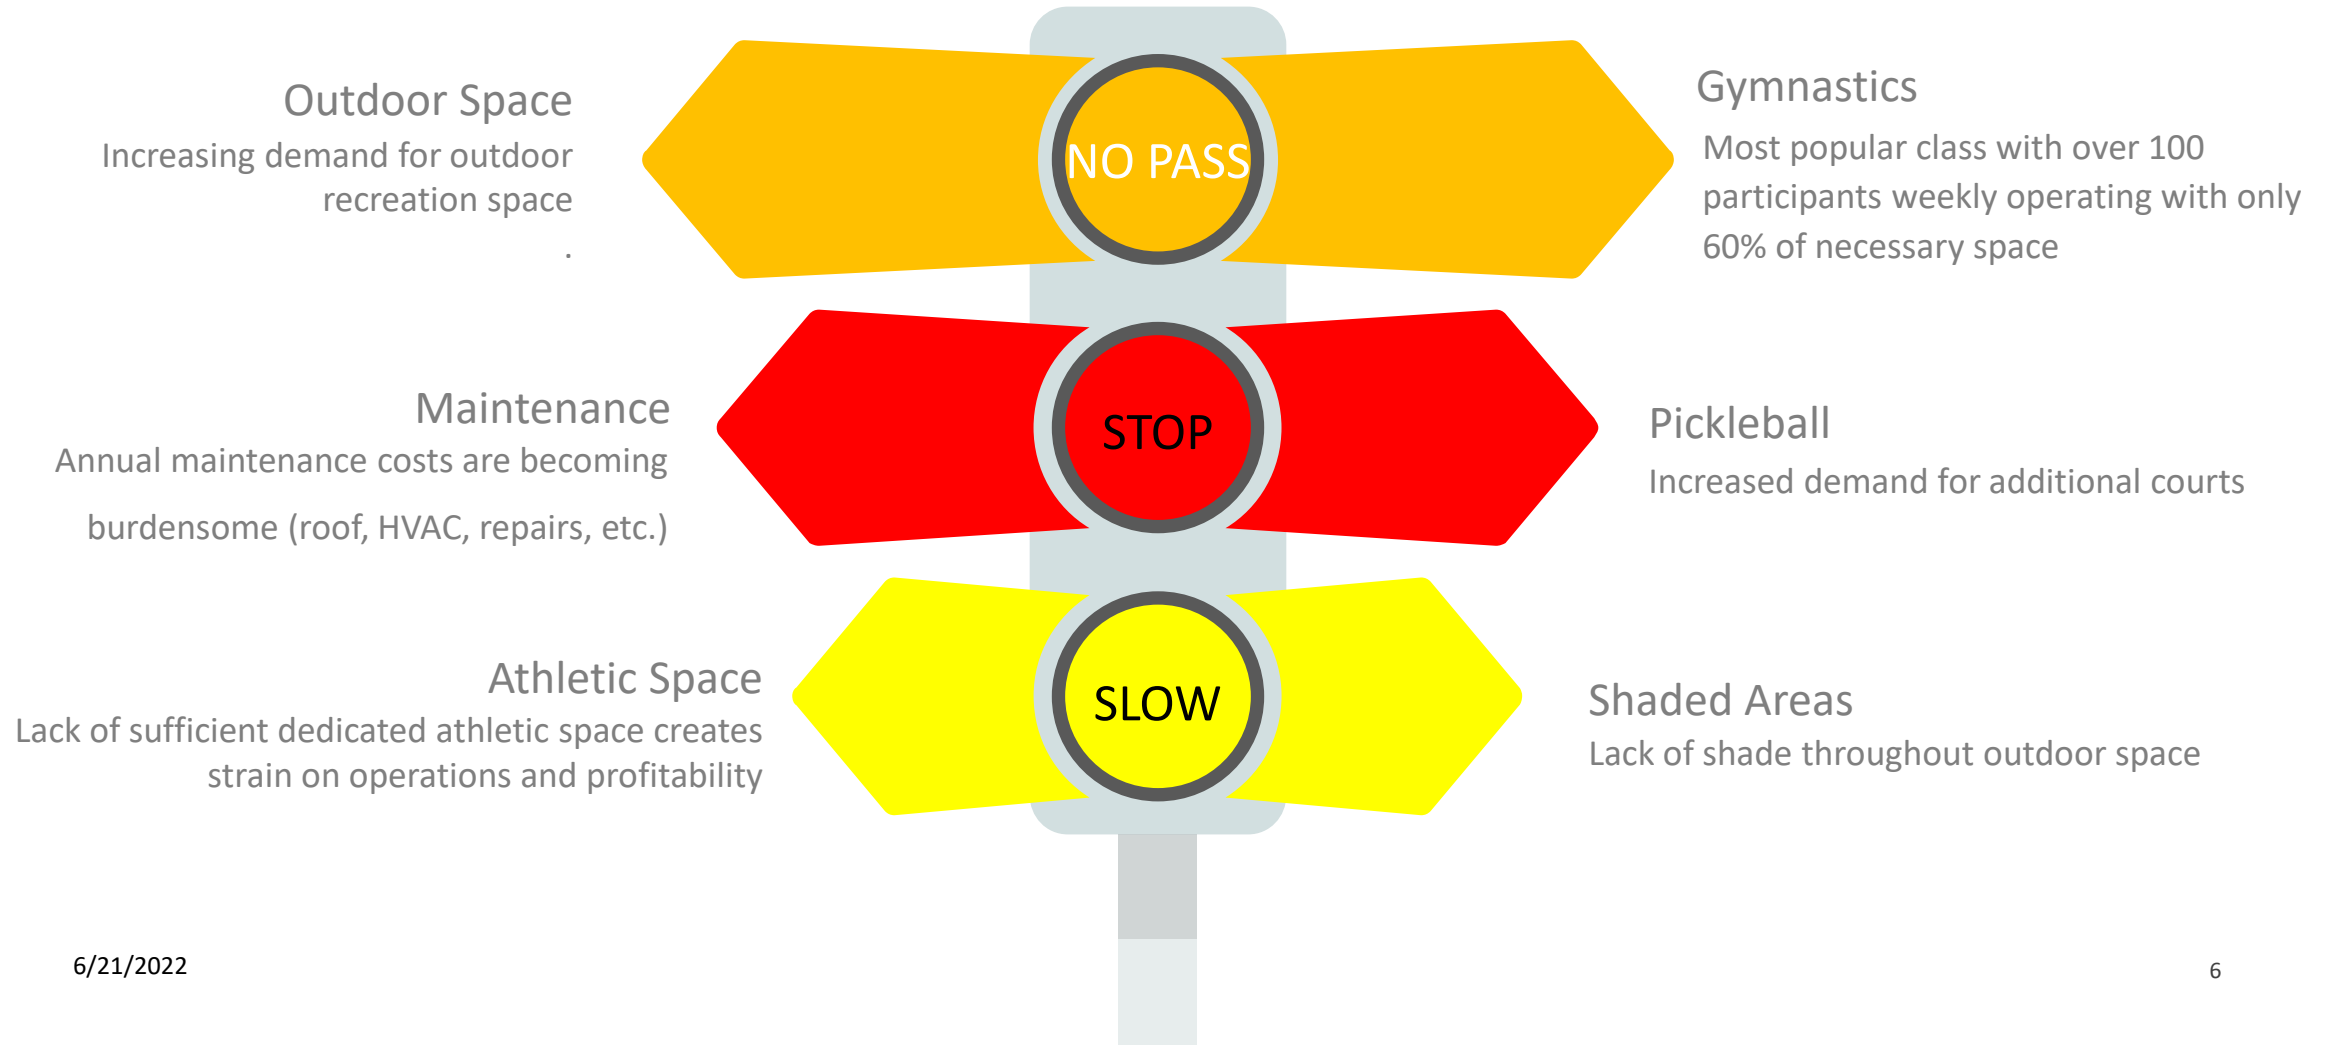 Outdoor Space
Increasing demand for outdoor
recreation space
.
NO PASS
Gymnastics
Most popular class with over 100
participants weekly operating with only
60% of necessary space
Maintenance
Annual maintenance costs are becoming
burdensome (roof, HVAC, repairs, etc.)
STOP
Pickleball
Increased demand for additional courts
Athletic Space
Lack of sufficient dedicated athletic space creates
strain on operations and profitability
SLOW
Shaded Areas
Lack of shade throughout outdoor space
6/21/2022
6